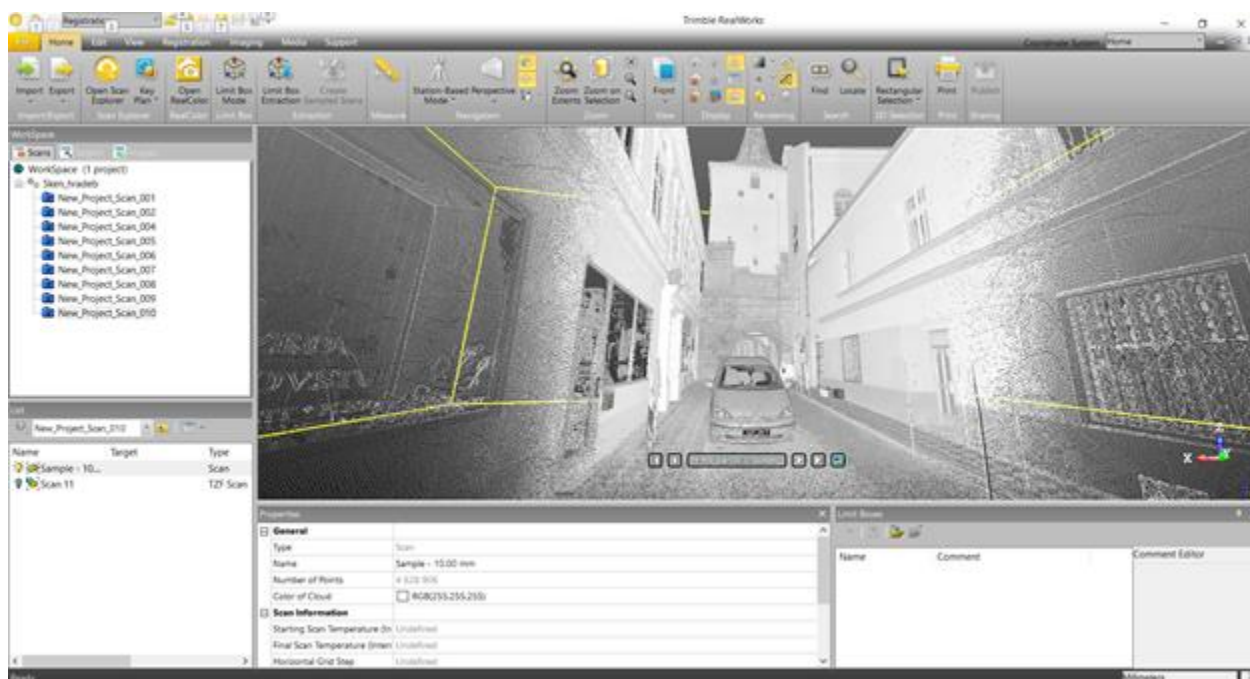 Registration
Trimble RealWorks
Home Edit View Registration Imaging Media Support
Coordinate System: Home
Import Export Open Scan Explorer Key Plan Open RealColor Limit Box Mode Limit Box Extraction Create Sampled Scans Station-Based Mode Perspective Zoom Extents Zoom on Selection Front Find Locate Rectangular Selection Print Publish
Import/Export Scan Explorer RealColor Limit Box Extraction Measure Navigation Zoom View Display Rendering Search 3D Selection Print Sharing
WorkSpace
Scans
WorkSpace (1 project)
Sken_hradeb
New_Project_Scan_001
New_Project_Scan_002
New_Project_Scan_004
New_Project_Scan_005
New_Project_Scan_006
New_Project_Scan_007
New_Project_Scan_008
New_Project_Scan_009
New_Project_Scan_010
List
New_Project_Scan_010
Name Target Type
Sample - 10... Scan
Scan 11 TZF Scan
Z
X
Properties
General
Type Scan
Name Sample - 10.00 mm
Number of Points
Color of Cloud RGB(255,255,255)
Scan Information
Starting Scan Temperature (In Undefined
Final Scan Temperature (Intern Undefined
Horizontal Grid Step Undefined
Limit Boxes
Name Comment
Comment Editor
Ready
Millimeters